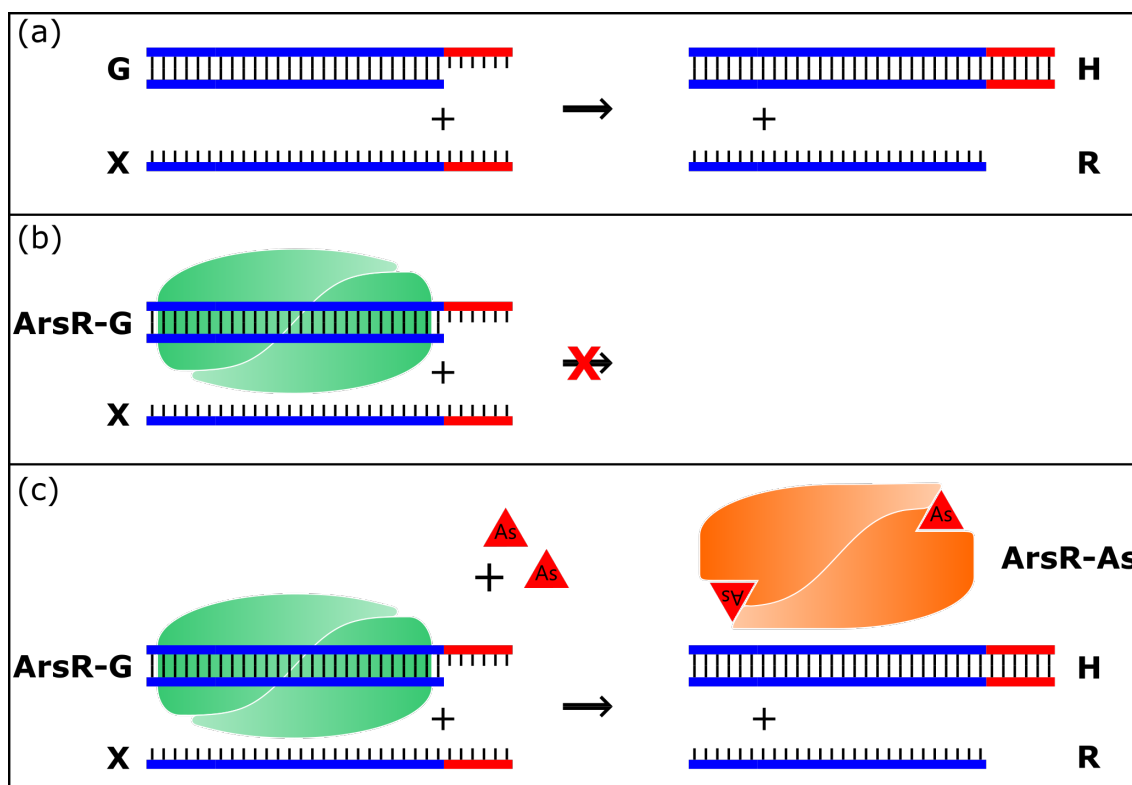 (a)
G
H
+
+
X
R
(b)
ArsR-G
+
X
X
(c)
As
As
+
As
As
ArsR-As
ArsR-G
H
+
+
X
R